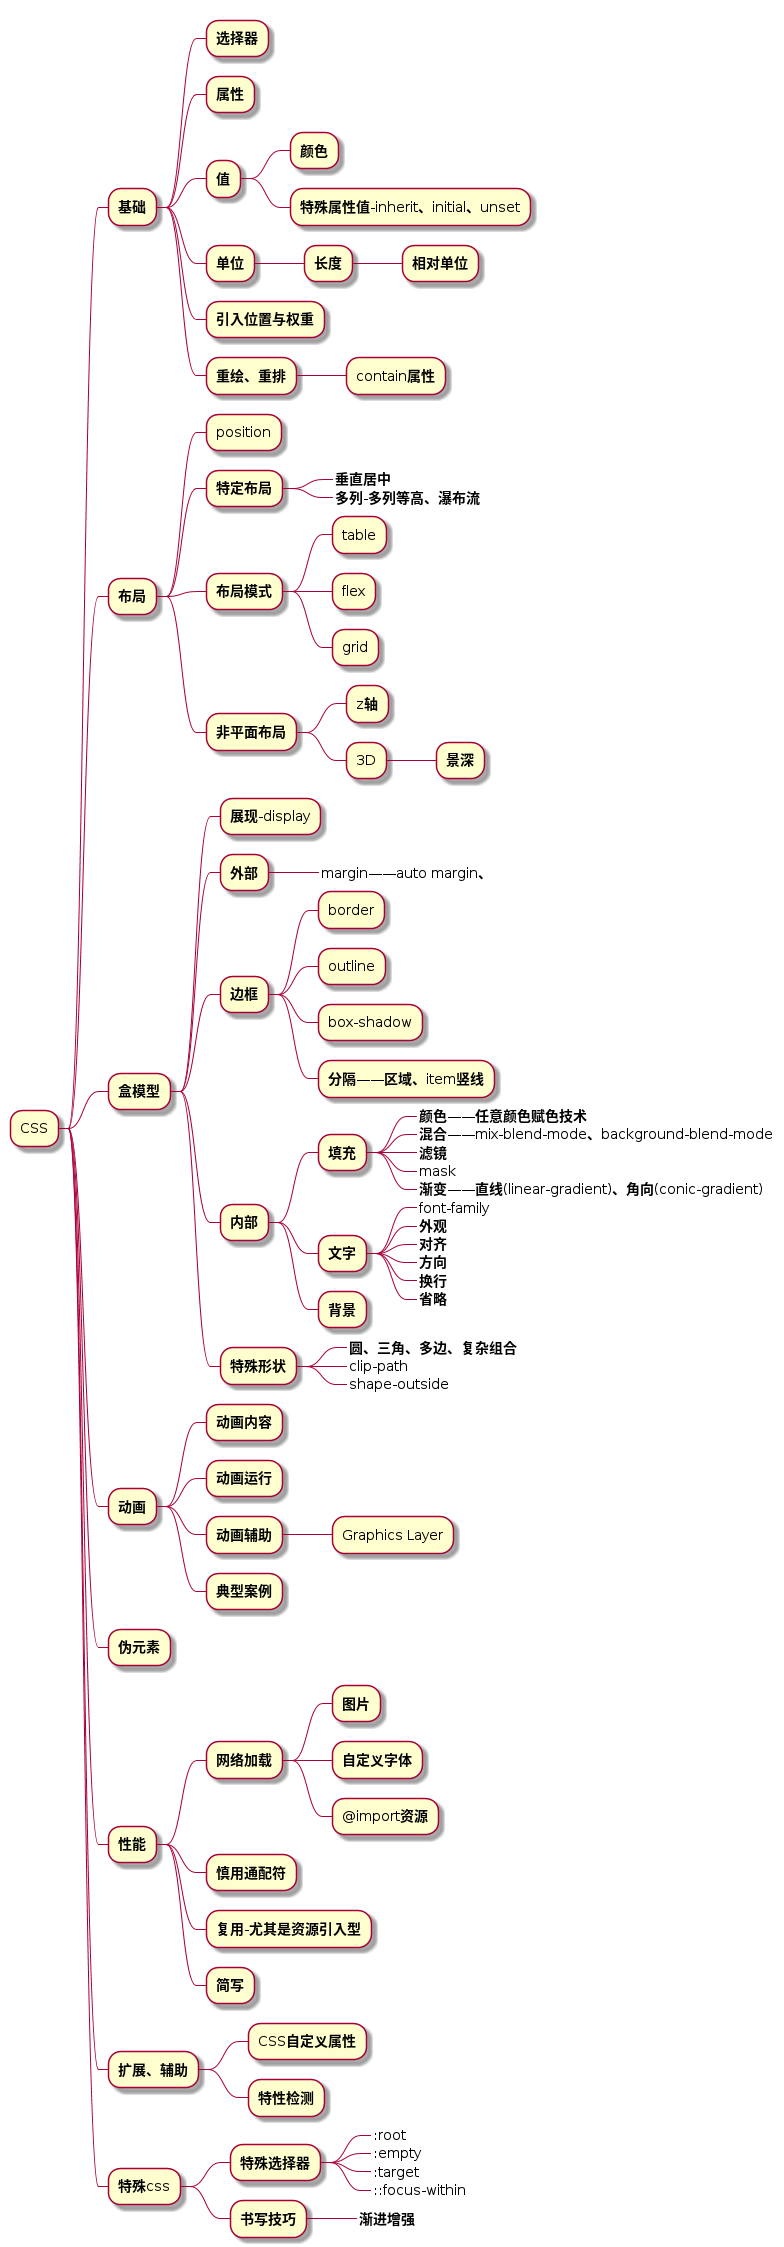 CSS
基础
选择器
属性
值
颜色
特殊属性值-inherit、initial、unset
单位
长度
相对单位
引入位置与权重
重绘、重排
contain属性
布局
position
特定布局
垂直居中
多列-多列等高、瀑布流
布局模式
table
flex
grid
非平面布局
z轴
3D
景深
盒模型
展现-display
外部
margin——auto margin、
边框
border
outline
box-shadow
分隔——区域、item竖线
内部
填充
颜色——任意颜色赋色技术
混合——mix-blend-mode、background-blend-mode
滤镜
mask
渐变——直线(linear-gradient)、角向(conic-gradient)
文字
font-family
外观
对齐
方向
换行
省略
背景
特殊形状
圆、三角、多边、复杂组合
clip-path
shape-outside
动画
动画内容
动画运行
动画辅助
Graphics Layer
典型案例
伪元素
性能
网络加载
图片
自定义字体
@import资源
慎用通配符
复用-尤其是资源引入型
简写
扩展、辅助
CSS自定义属性
特性检测
特殊css
特殊选择器
:root
:empty
:target
::focus-within
书写技巧
渐进增强